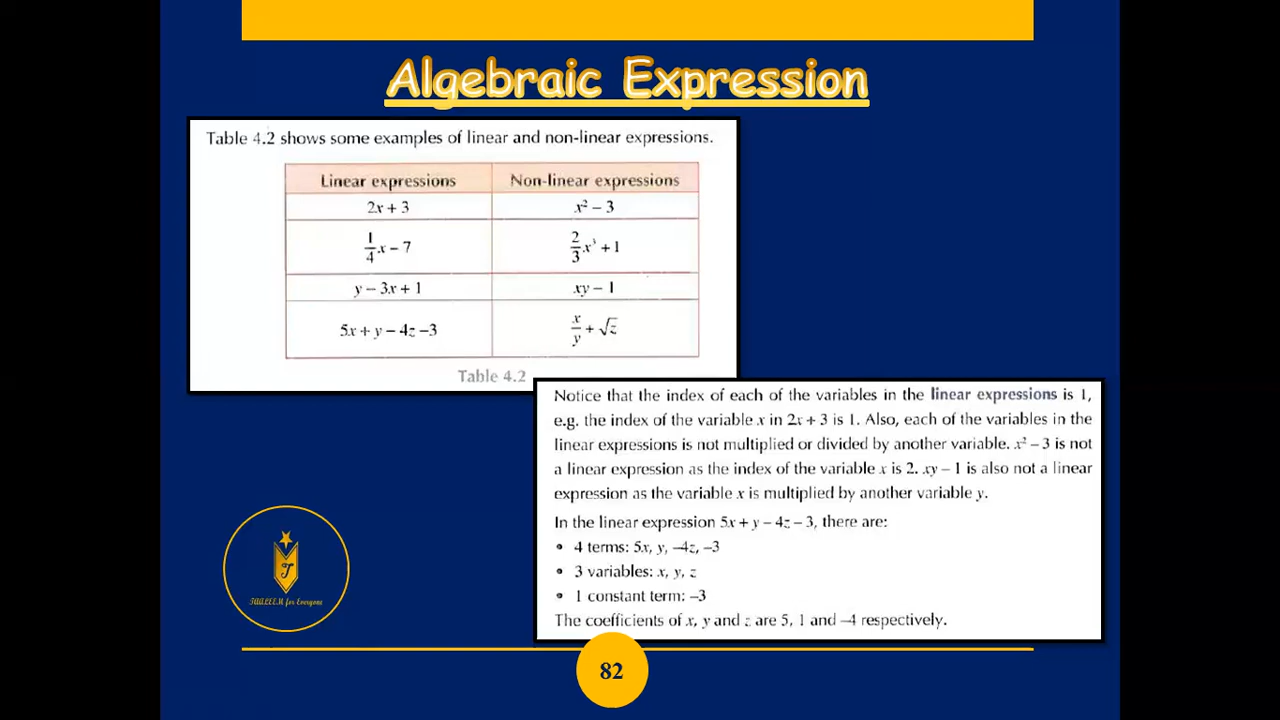 Algebraic Expression
Table 4.2 shows some examples of linear and non-linear expressions.
Linear expressions Non-linear expressions
2x + 3 x² – 3
1/4 x – 7 2/3 x³ + 1
y – 3x + 1 xy – 1
5x + y – 4z –3 x/y + √z
Table 4.2
Notice that the index of each of the variables in the linear expressions is 1,
e.g. the index of the variable x in 2x + 3 is 1. Also, each of the variables in the
linear expressions is not multiplied or divided by another variable. x² – 3 is not
a linear expression as the index of the variable x is 2. xy – 1 is also not a linear
expression as the variable x is multiplied by another variable y.
In the linear expression 5x + y – 4z – 3, there are:
• 4 terms: 5x, y, –4z, –3
• 3 variables: x, y, z
• 1 constant term: –3
The coefficients of x, y and z are 5, 1 and –4 respectively.
T
TAALEEM for Everyone
82